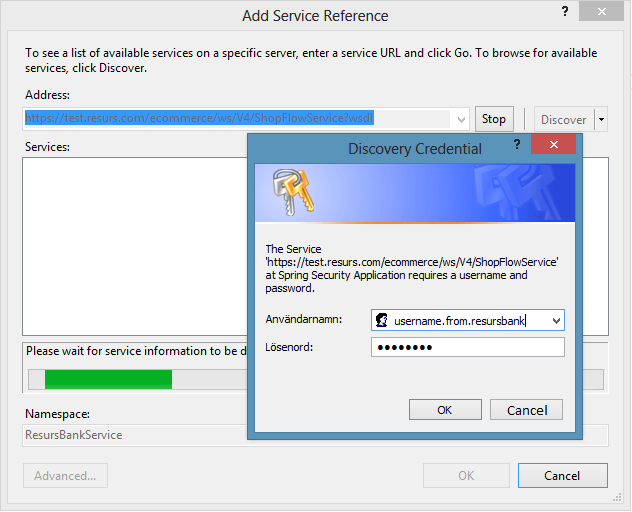 Add Service Reference
?
To see a list of available services on a specific server, enter a service URL and click Go. To browse for available
services, click Discover.
Address:
https://test.resurs.com/ecommerce/ws/V4/ShopFlowService?wsdl
Stop
Discover
Services:
Discovery Credential
?
The Service
'https://test.resurs.com/ecommerce/ws/V4/ShopFlowService'
at Spring Security Application requires a username and
password.
Användarnamn:
username.from.resursbank
Lösenord:
••••••••
OK
Cancel
Please wait for service information to be d
Namespace:
ResursBankService
Advanced...
OK
Cancel